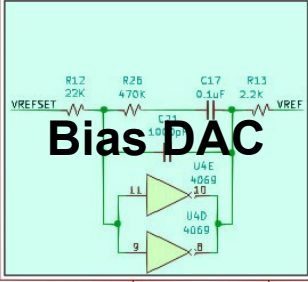 R12 R26 C17 R13
22K 470K 0.1uF 2.2K
VREFSET VREF
C21
1000pF
Bias DAC
U4E
4069
11 10
U4D
4069
9 8